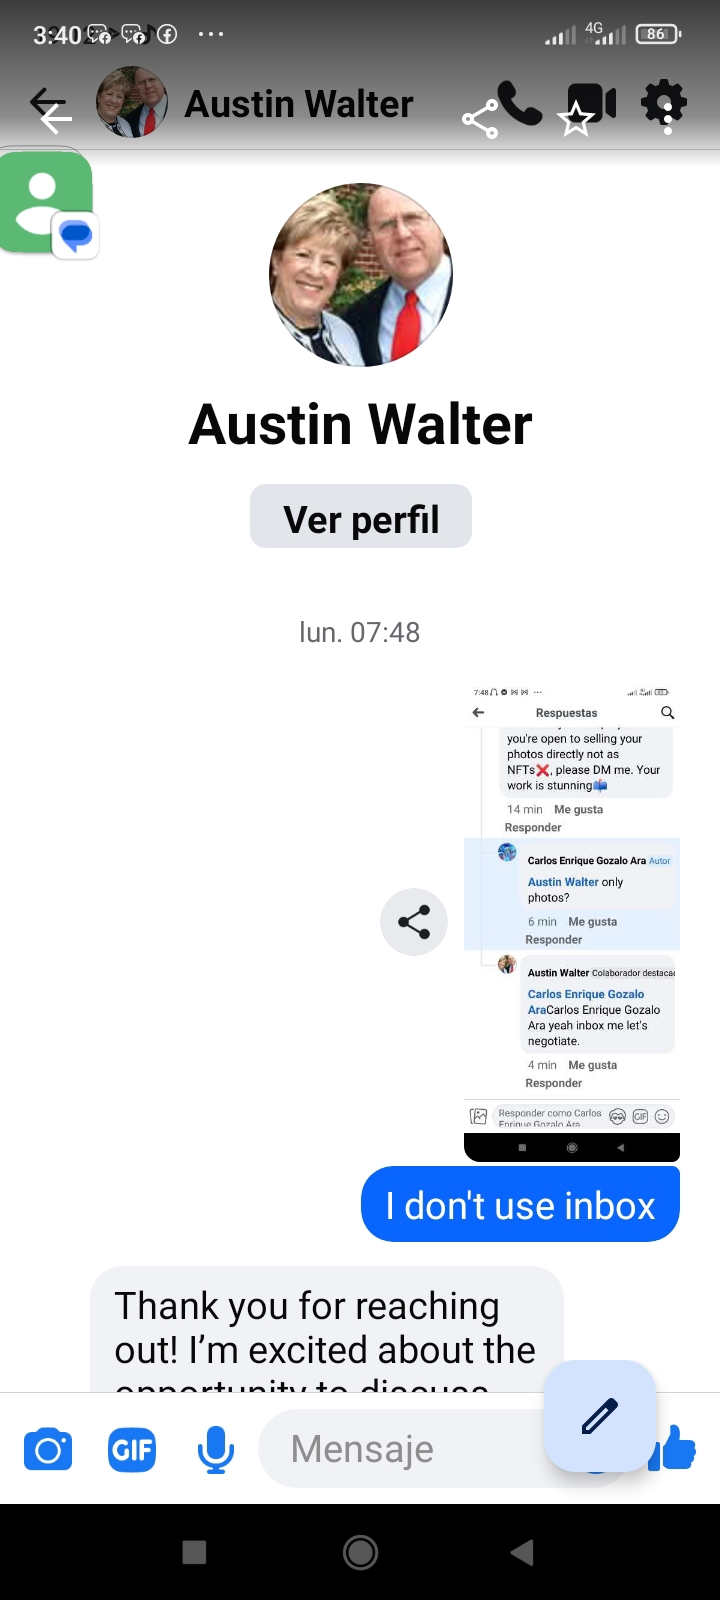 3:40
4G
86
Austin Walter
Austin Walter
Ver perfil
lun. 07:48
7:48
Respuestas
you're open to selling your
photos directly not as
NFTs❌, please DM me. Your
work is stunning📫
14 min Me gusta
Responder
Carlos Enrique Gozalo Ara Autor
Austin Walter only
photos?
6 min Me gusta
Responder
Austin Walter Colaborador destacad
Carlos Enrique Gozalo
AraCarlos Enrique Gozalo
Ara yeah inbox me let's
negotiate.
4 min Me gusta
Responder
Responder como Carlos
Enrique Gozalo Ara
GIF
I don't use inbox
Thank you for reaching
out! I’m excited about the
opportunity to discuss
GIF
Mensaje